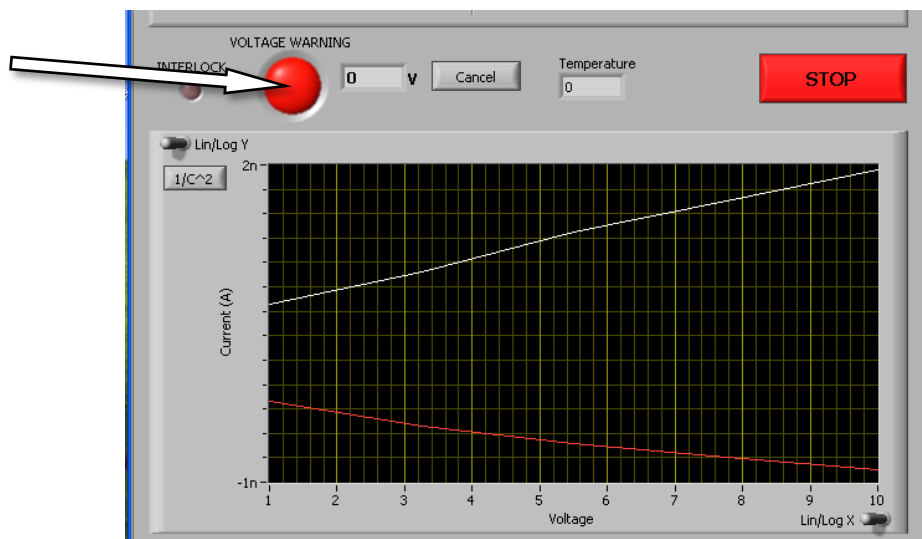 VOLTAGE WARNING
INTERLOCK
0 V
Cancel
Temperature
0
STOP
Lin/Log Y
1/C^2
2n
Current (A)
-1n
1 2 3 4 5 6 7 8 9 10
Voltage
Lin/Log X